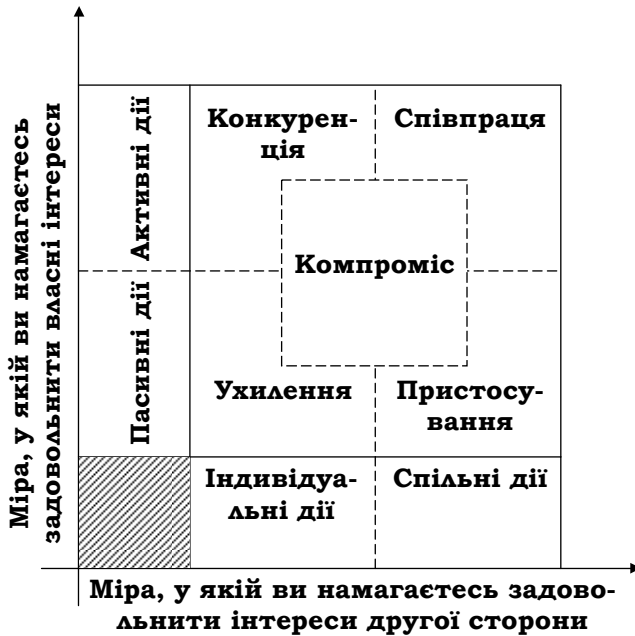 Міра, у якій ви намагаєтесь
задовольнити власні інтереси
Активні дії
Пасивні дії
Конкурен-
ція
Співпраця
Компроміс
Ухилення
Пристосу-
вання
Індивідуа-
льні дії
Спільні дії
Міра, у якій ви намагаєтесь задово-
льнити інтереси другої сторони